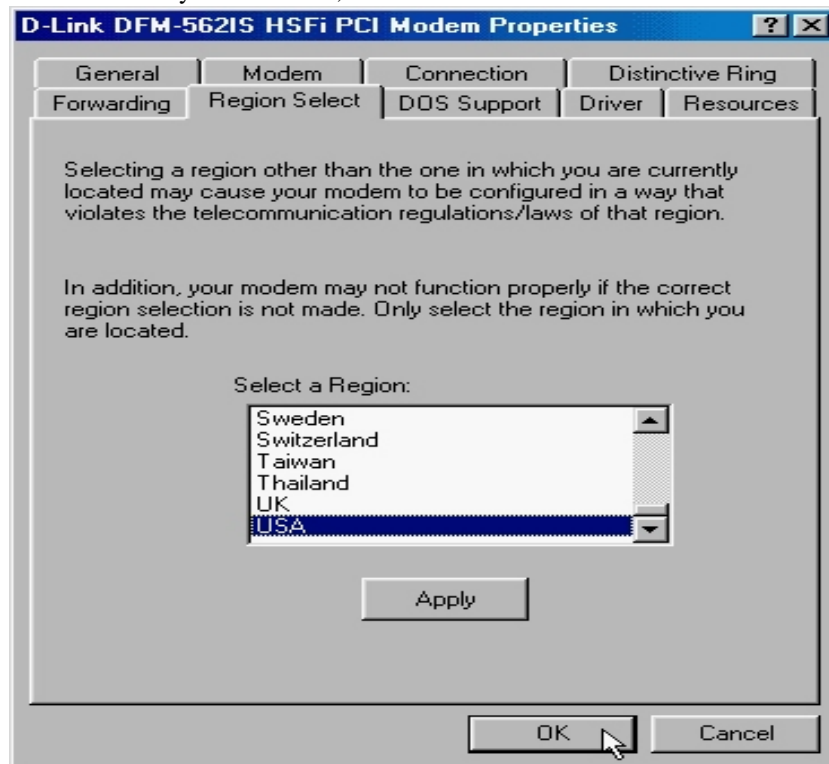 D-Link DFM-562IS HSFi PCI Modem Properties
General Modem Connection Distinctive Ring
Forwarding Region Select DOS Support Driver Resources
Selecting a region other than the one in which you are currently
located may cause your modem to be configured in a way that
violates the telecommunication regulations/laws of that region.
In addition, your modem may not function properly if the correct
region selection is not made. Only select the region in which you
are located.
Select a Region:
Sweden
Switzerland
Taiwan
Thailand
UK
USA
Apply
OK Cancel